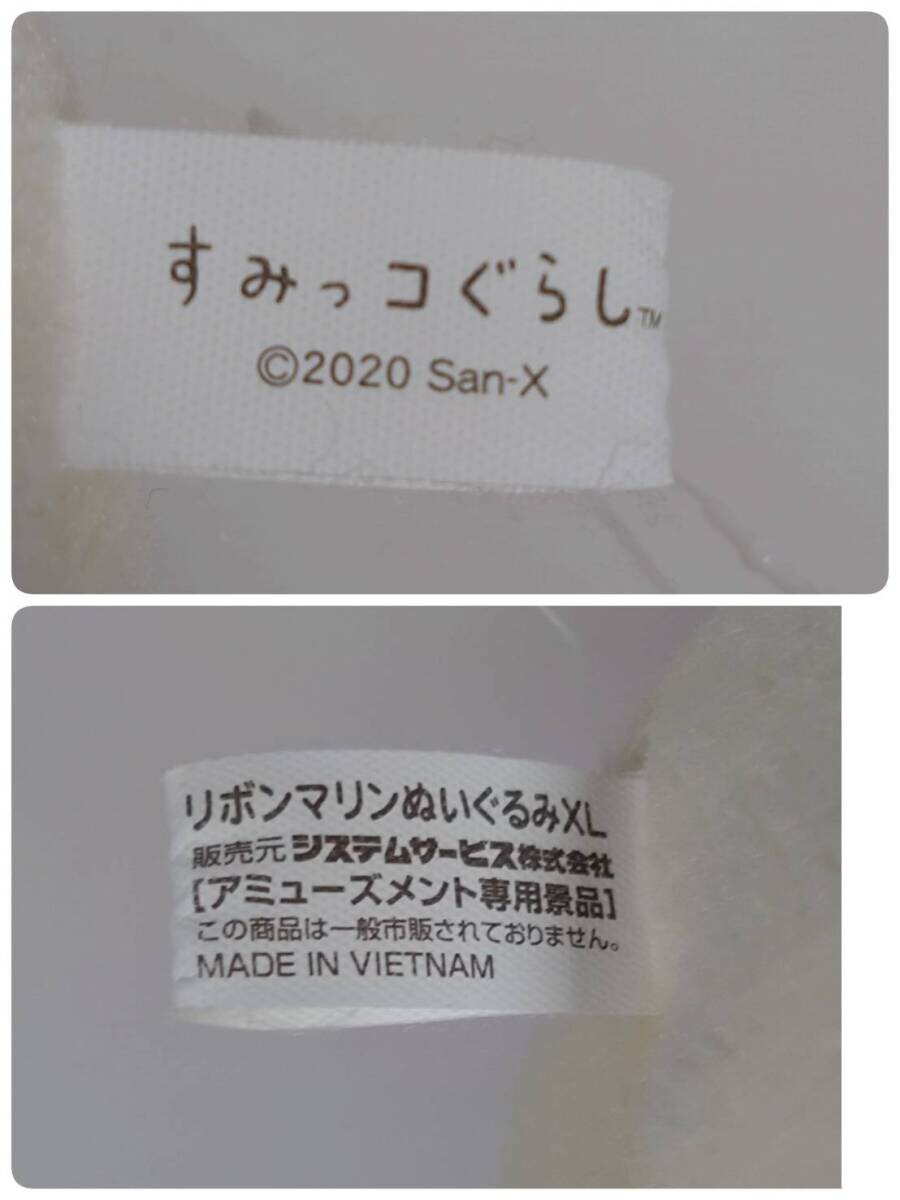 すみっコぐらし™
©2020 San-X
リボンマリンぬいぐるみXL
販売元 システムサービス株式会社
[アミューズメント専用景品]
この商品は一般市販されておりません。
MADE IN VIETNAM